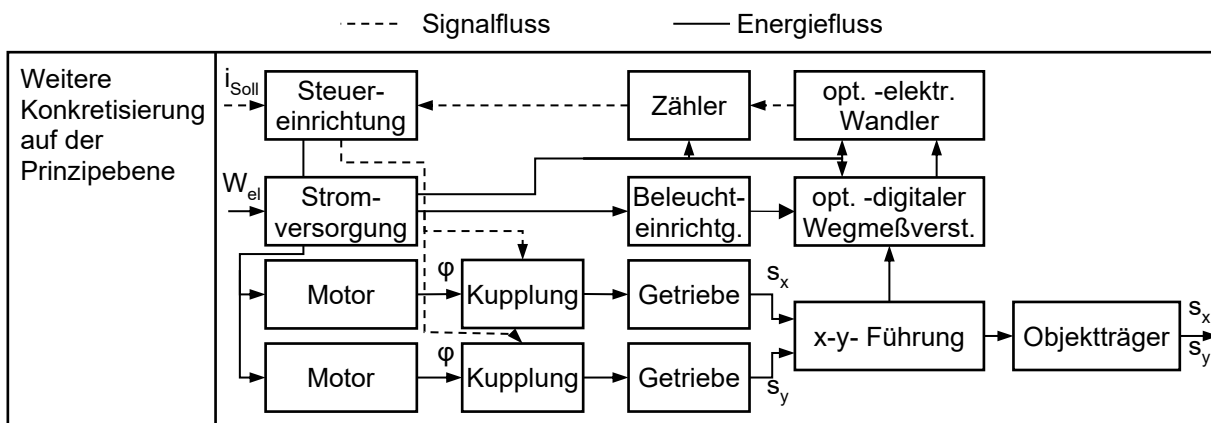 Signalfluss
Energiefluss
Weitere
Konkretisierung
auf der
Prinzipebene
i_Soll
Steuer-
einrichtung
Zähler
opt. -elektr.
Wandler
W_el
Strom-
versorgung
Beleucht-
einrichtg.
opt. -digitaler
Wegmeßverst.
Motor
φ
Kupplung
Getriebe
s_x
x-y- Führung
Objektträger
s_x
s_y
Motor
φ
Kupplung
Getriebe
s_y